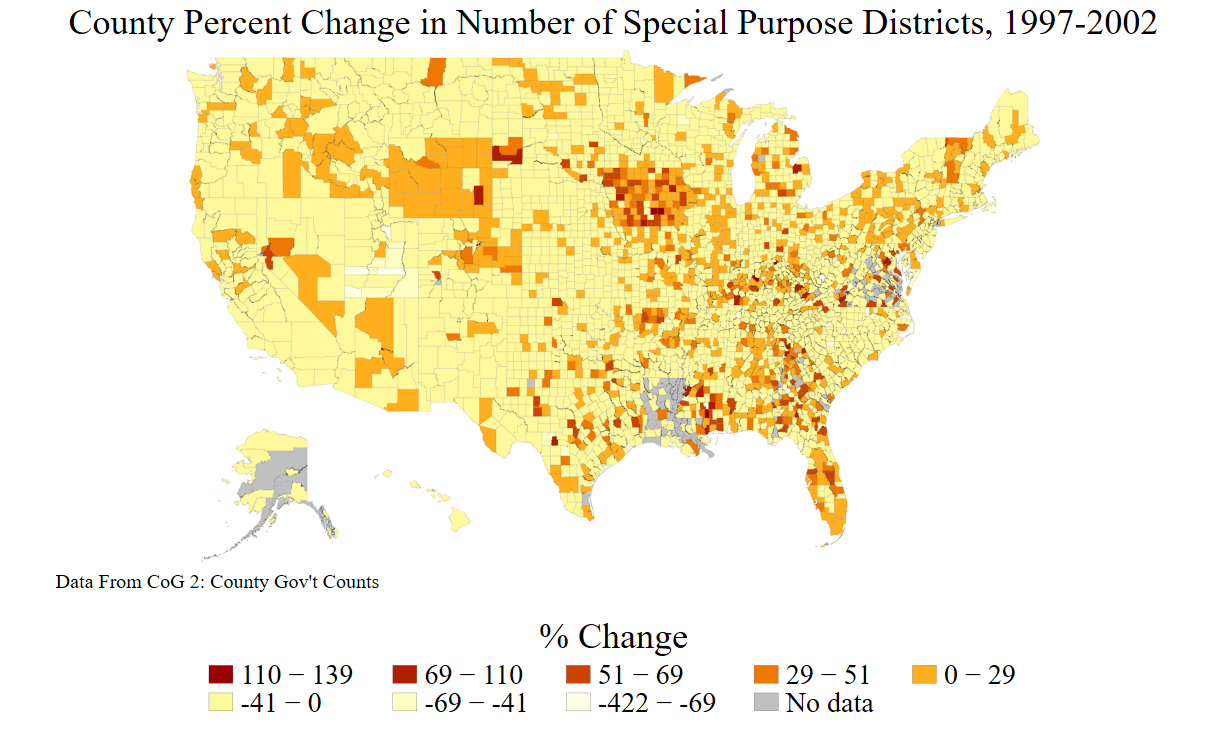 County Percent Change in Number of Special Purpose Districts, 1997-2002
Data From CoG 2: County Gov't Counts
% Change
110 − 139 69 − 110 51 − 69 29 − 51 0 − 29
-41 − 0 -69 − -41 -422 − -69 No data